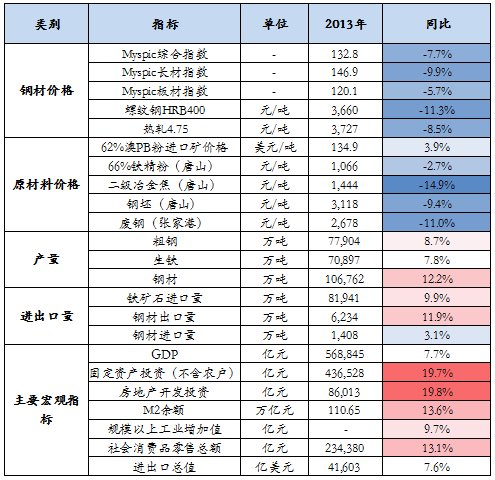 类别 指标 单位 2013年 同比
钢材价格
Myspic综合指数 - 132.8 -7.7%
Myspic长材指数 - 146.9 -9.9%
Myspic板材指数 - 120.1 -5.7%
螺纹钢HRB400 元/吨 3,660 -11.3%
热轧4.75 元/吨 3,727 -8.5%
原材料价格
62%澳PB粉进口矿价格 美元/吨 134.9 3.9%
66%铁精粉（唐山） 元/吨 1,066 -2.7%
二级冶金焦（唐山） 元/吨 1,444 -14.9%
钢坯（唐山） 元/吨 3,118 -9.4%
废钢（张家港） 元/吨 2,678 -11.0%
产量
粗钢 万吨 77,904 8.7%
生铁 万吨 70,897 7.8%
钢材 万吨 106,762 12.2%
进出口量
铁矿石进口量 万吨 81,941 9.9%
钢材出口量 万吨 6,234 11.9%
钢材进口量 万吨 1,408 3.1%
主要宏观指标
GDP 亿元 568,845 7.7%
固定资产投资（不含农户） 亿元 436,528 19.7%
房地产开发投资 亿元 86,013 19.8%
M2余额 万亿元 110.65 13.6%
规模以上工业增加值 亿元 - 9.7%
社会消费品零售总额 亿元 234,380 13.1%
进出口总值 亿美元 41,603 7.6%